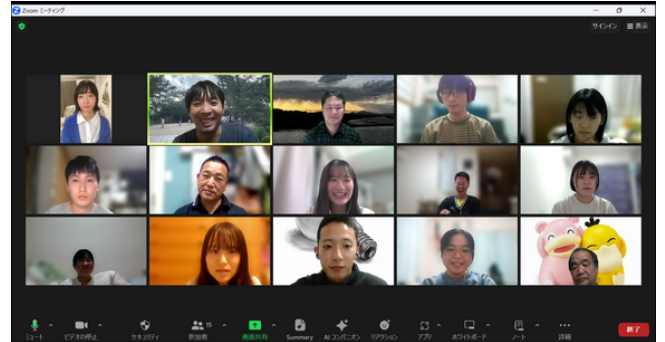 Zoom ミーティング
サインイン 表示
15
ミュート ビデオの停止 セキュリティ 参加者 画面共有 Summary AI コンパニオン リアクション アプリ ホワイトボード ノート 詳細 終了